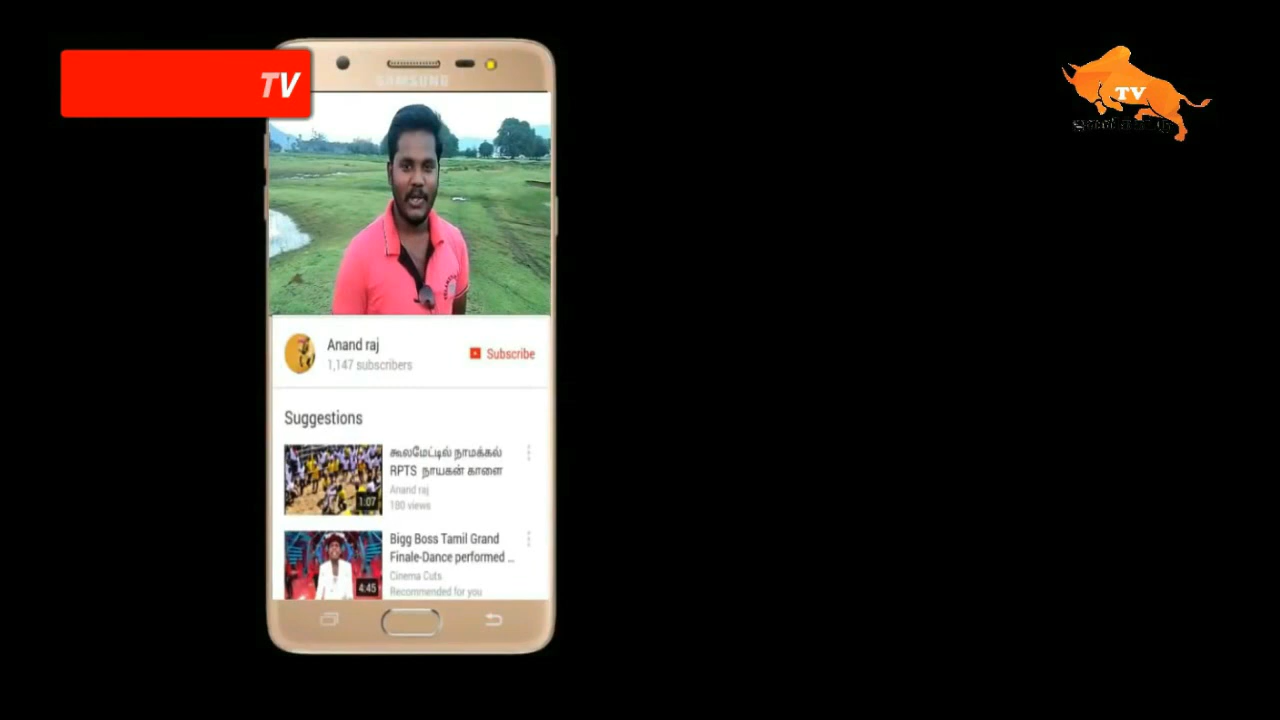 TV
SAMSUNG
TV
Anand raj
1,147 subscribers
Subscribe
Suggestions
கூலமேட்டில் நாமக்கல்
RPTS நாயகன் காளை
Anand raj
180 views
1:07
Bigg Boss Tamil Grand
Finale-Dance performed ...
Cinema Cuts
Recommended for you
4:45